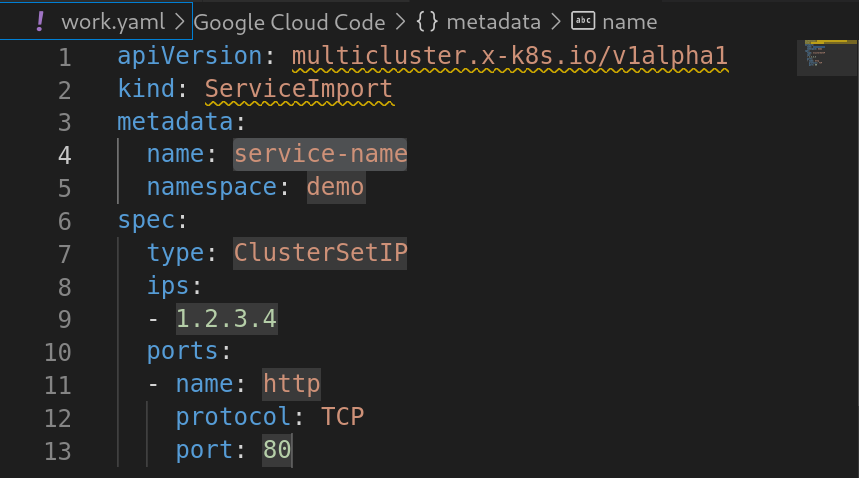 ! work.yaml > Google Cloud Code > {} metadata > abc name
1 apiVersion: multicluster.x-k8s.io/v1alpha1
2 kind: ServiceImport
3 metadata:
4   name: service-name
5   namespace: demo
6 spec:
7   type: ClusterSetIP
8   ips:
9   - 1.2.3.4
10   ports:
11   - name: http
12     protocol: TCP
13     port: 80